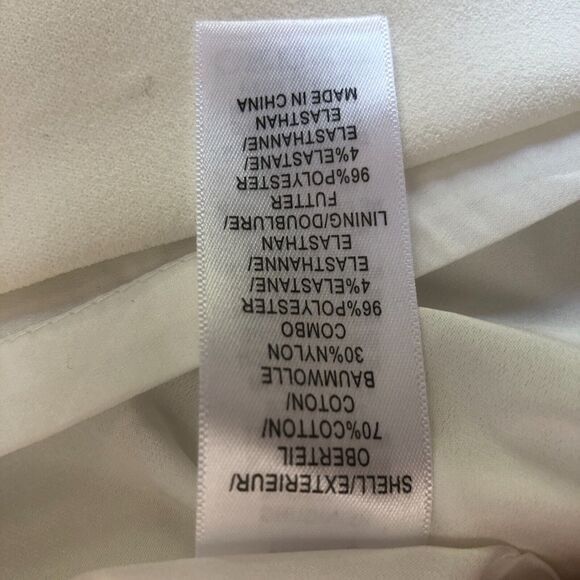 SHELL/EXTERIEUR/
OBERTEIL
70%COTTON/
COTON/
BAUMWOLLE
30%NYLON
COMBO
96%POLYESTER
4%ELASTANE/
ELASTHANNE/
ELASTHAN
LINING/DOUBLURE/
FUTTER
96%POLYESTER
4%ELASTANE/
ELASTHANNE/
ELASTHAN
MADE IN CHINA